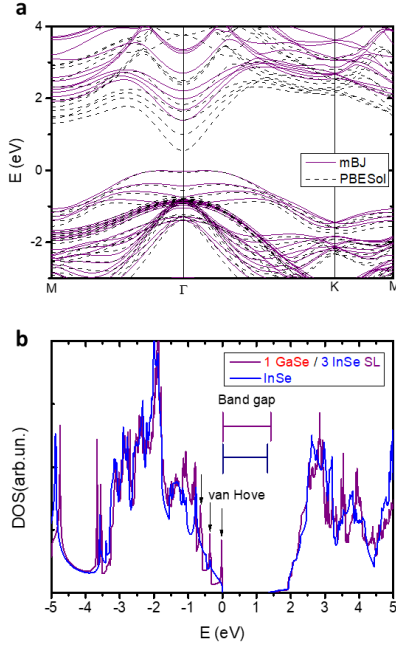 a.
4
2
0
-2
E (eV)
mBJ
PBESol
M Γ K M
b
1 GaSe / 3 InSe SL
InSe
Band gap
van Hove
DOS(arb.un.)
-5 -4 -3 -2 -1 0 1 2 3 4 5
E (eV)